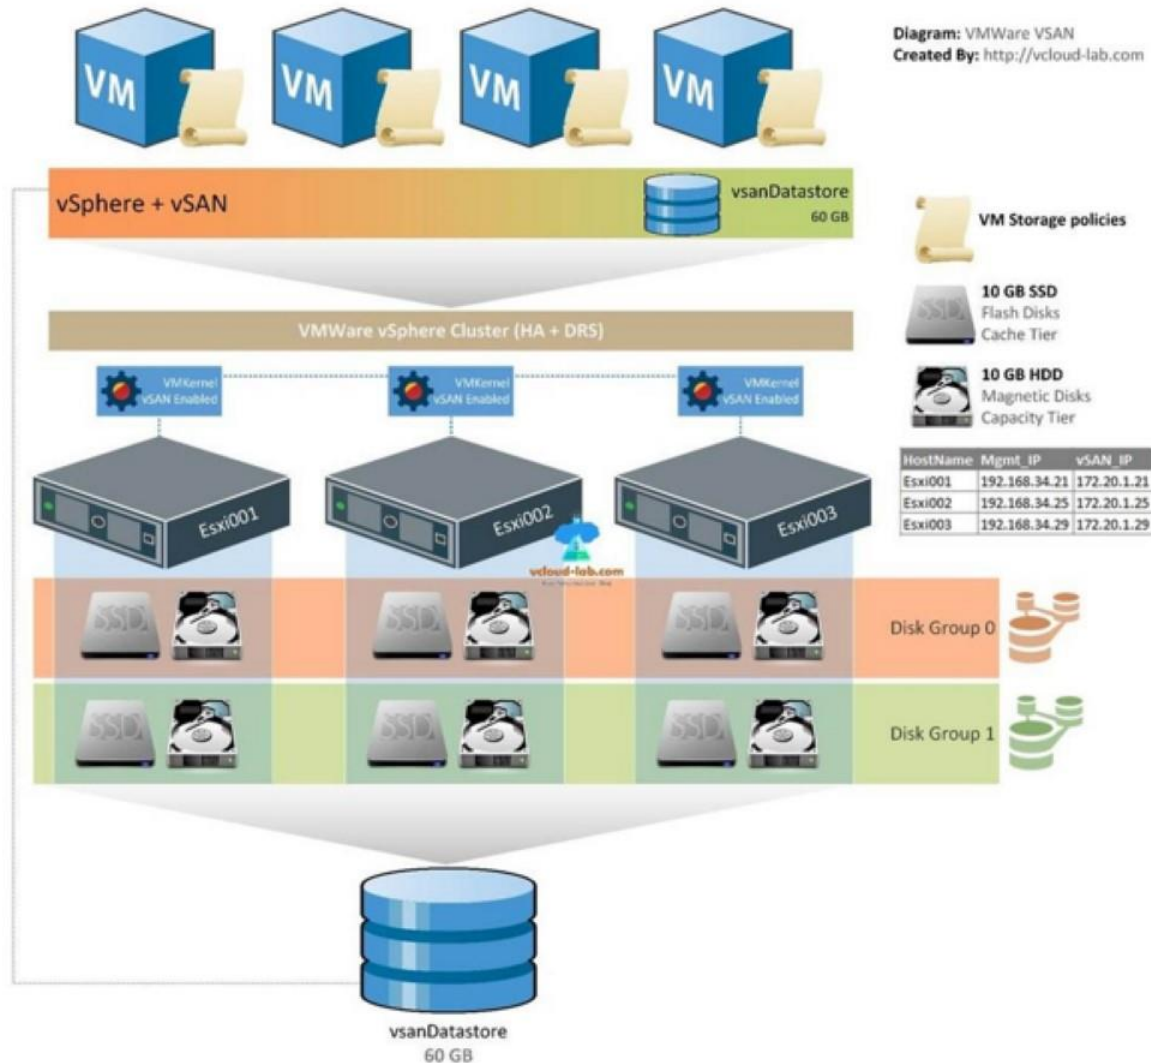 Diagram: VMWare VSAN
Created By: http://vcloud-lab.com
VM
VM
VM
VM
vSphere + vSAN
vsanDatastore
60 GB
VM Storage policies
SSD
10 GB SSD
Flash Disks
Cache Tier
VMWare vSphere Cluster (HA + DRS)
VMKernel
vSAN Enabled
VMKernel
vSAN Enabled
VMKernel
vSAN Enabled
10 GB HDD
Magnetic Disks
Capacity Tier
HostName Mgmt_IP vSAN_IP
Esxi001 192.168.34.21 172.20.1.21
Esxi002 192.168.34.25 172.20.1.25
Esxi003 192.168.34.29 172.20.1.29
Esxi001
Esxi002
Esxi003
vcloud-lab.com
SSD
SSD
SSD
Disk Group 0
SSD
SSD
SSD
Disk Group 1
vsanDatastore
60 GB